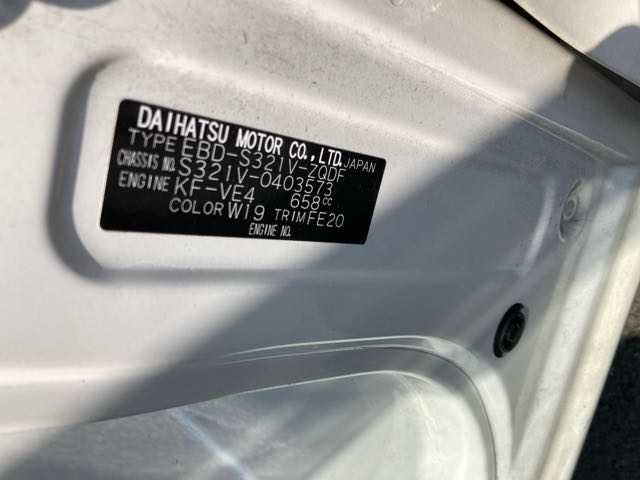 DAIHATSU MOTOR CO.,LTD. JAPAN
TYPE EBD-S321V-ZQDF
CHASSIS NO. S321V-0403573
ENGINE KF-VE4 658cc
COLOR W19 TRIM FE20
ENGINE NO.